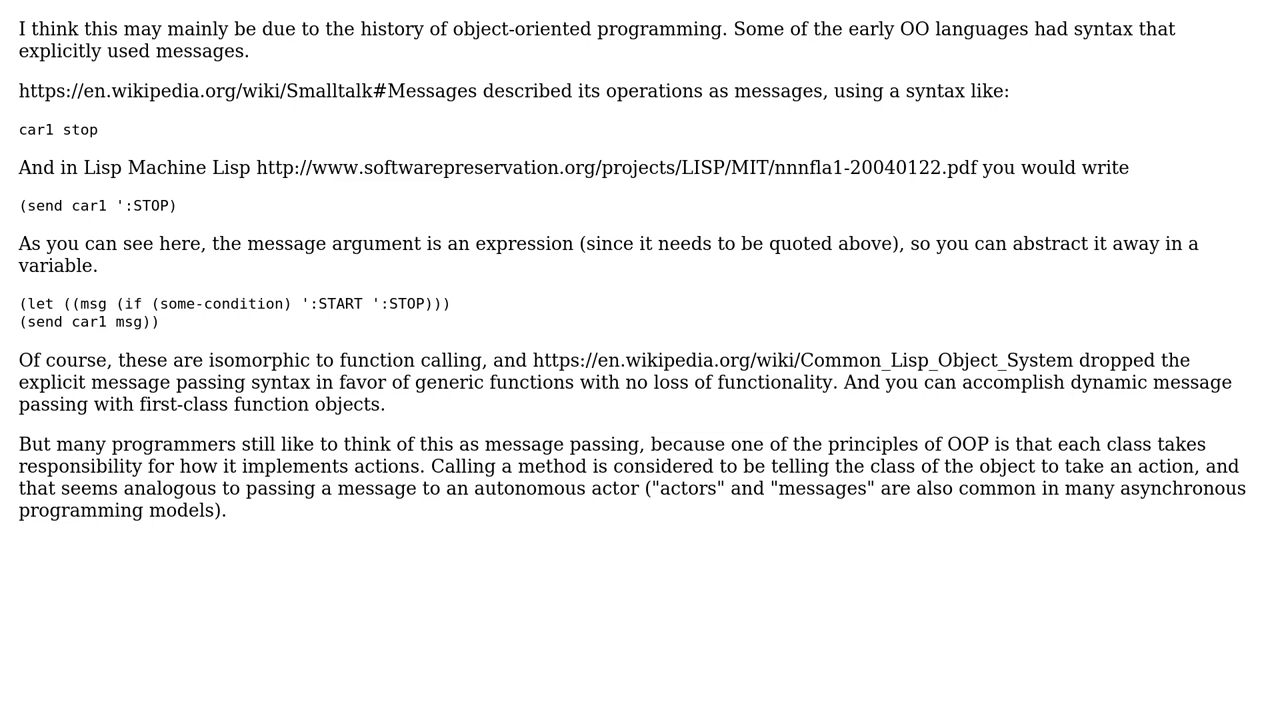 I think this may mainly be due to the history of object-oriented programming. Some of the early OO languages had syntax that
explicitly used messages.
https://en.wikipedia.org/wiki/Smalltalk#Messages described its operations as messages, using a syntax like:
car1 stop
And in Lisp Machine Lisp http://www.softwarepreservation.org/projects/LISP/MIT/nnnfla1-20040122.pdf you would write
(send car1 ':STOP)
As you can see here, the message argument is an expression (since it needs to be quoted above), so you can abstract it away in a
variable.
(let ((msg (if (some-condition) ':START ':STOP)))
(send car1 msg))
Of course, these are isomorphic to function calling, and https://en.wikipedia.org/wiki/Common_Lisp_Object_System dropped the
explicit message passing syntax in favor of generic functions with no loss of functionality. And you can accomplish dynamic message
passing with first-class function objects.
But many programmers still like to think of this as message passing, because one of the principles of OOP is that each class takes
responsibility for how it implements actions. Calling a method is considered to be telling the class of the object to take an action, and
that seems analogous to passing a message to an autonomous actor ("actors" and "messages" are also common in many asynchronous
programming models).